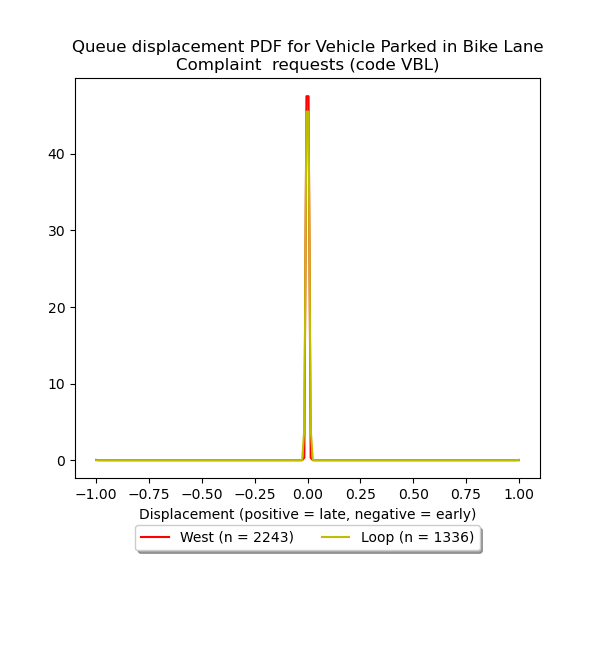 Queue displacement PDF for Vehicle Parked in Bike Lane
Complaint  requests (code VBL)
40
30
20
10
0
−1.00 −0.75 −0.50 −0.25 0.00 0.25 0.50 0.75 1.00
Displacement (positive = late, negative = early)
West (n = 2243) Loop (n = 1336)